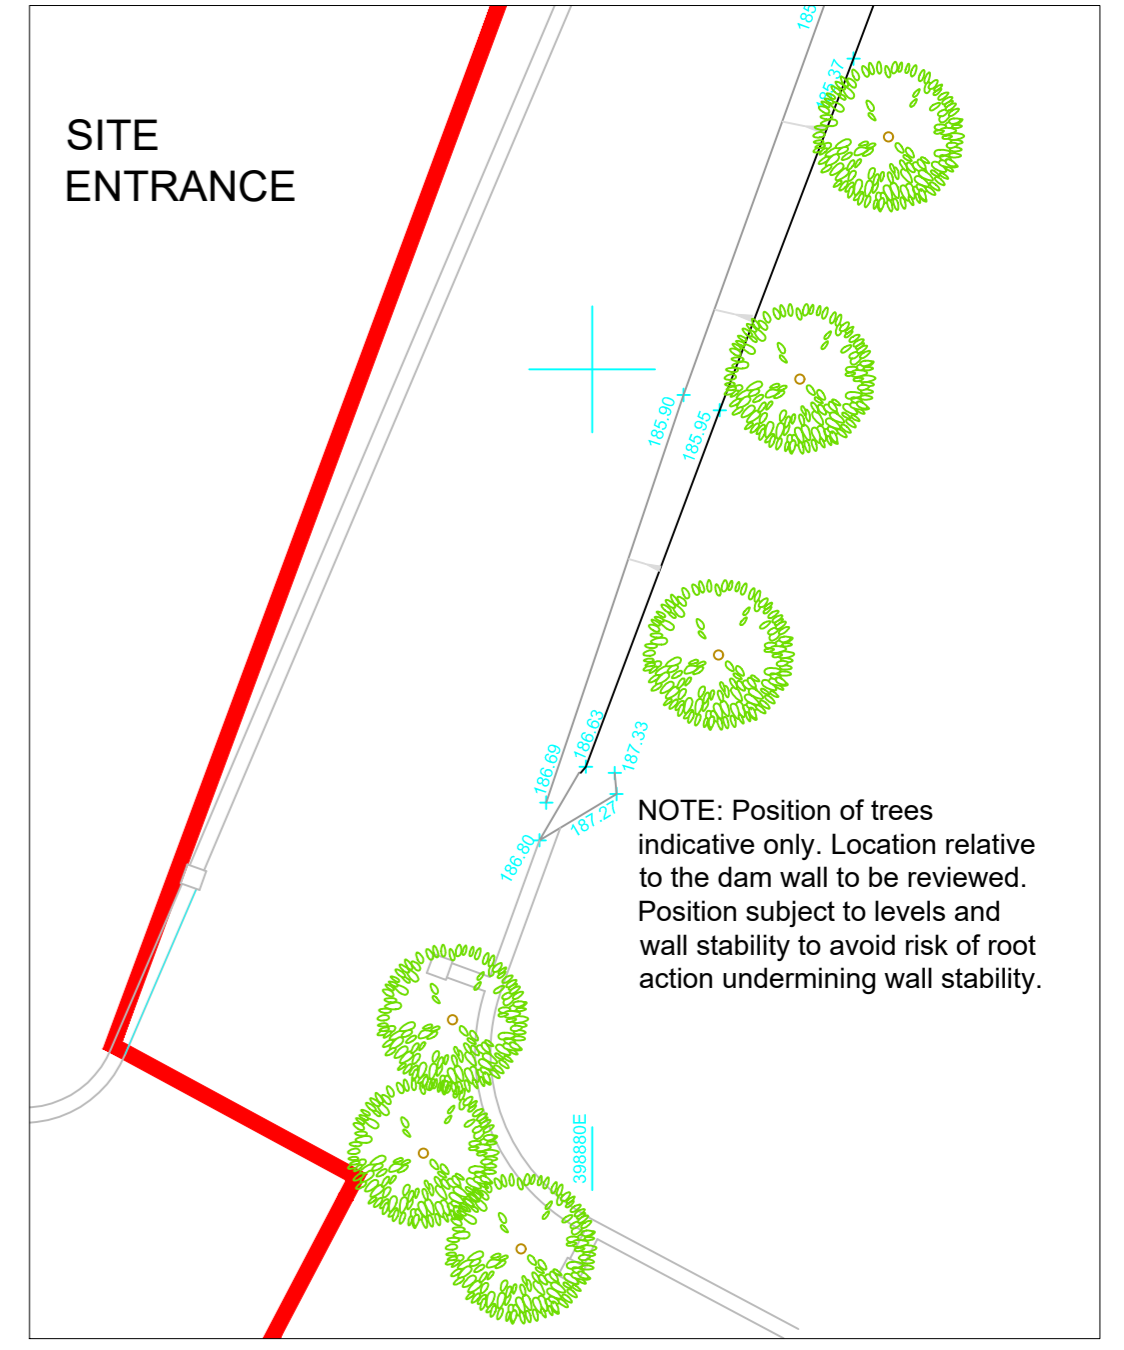 185
185.37
SITE
ENTRANCE
185.90
185.95
186.63
187.33
186.69
187.27
NOTE: Position of trees
indicative only. Location relative
to the dam wall to be reviewed.
Position subject to levels and
wall stability to avoid risk of root
action undermining wall stability.
186.80
398880E